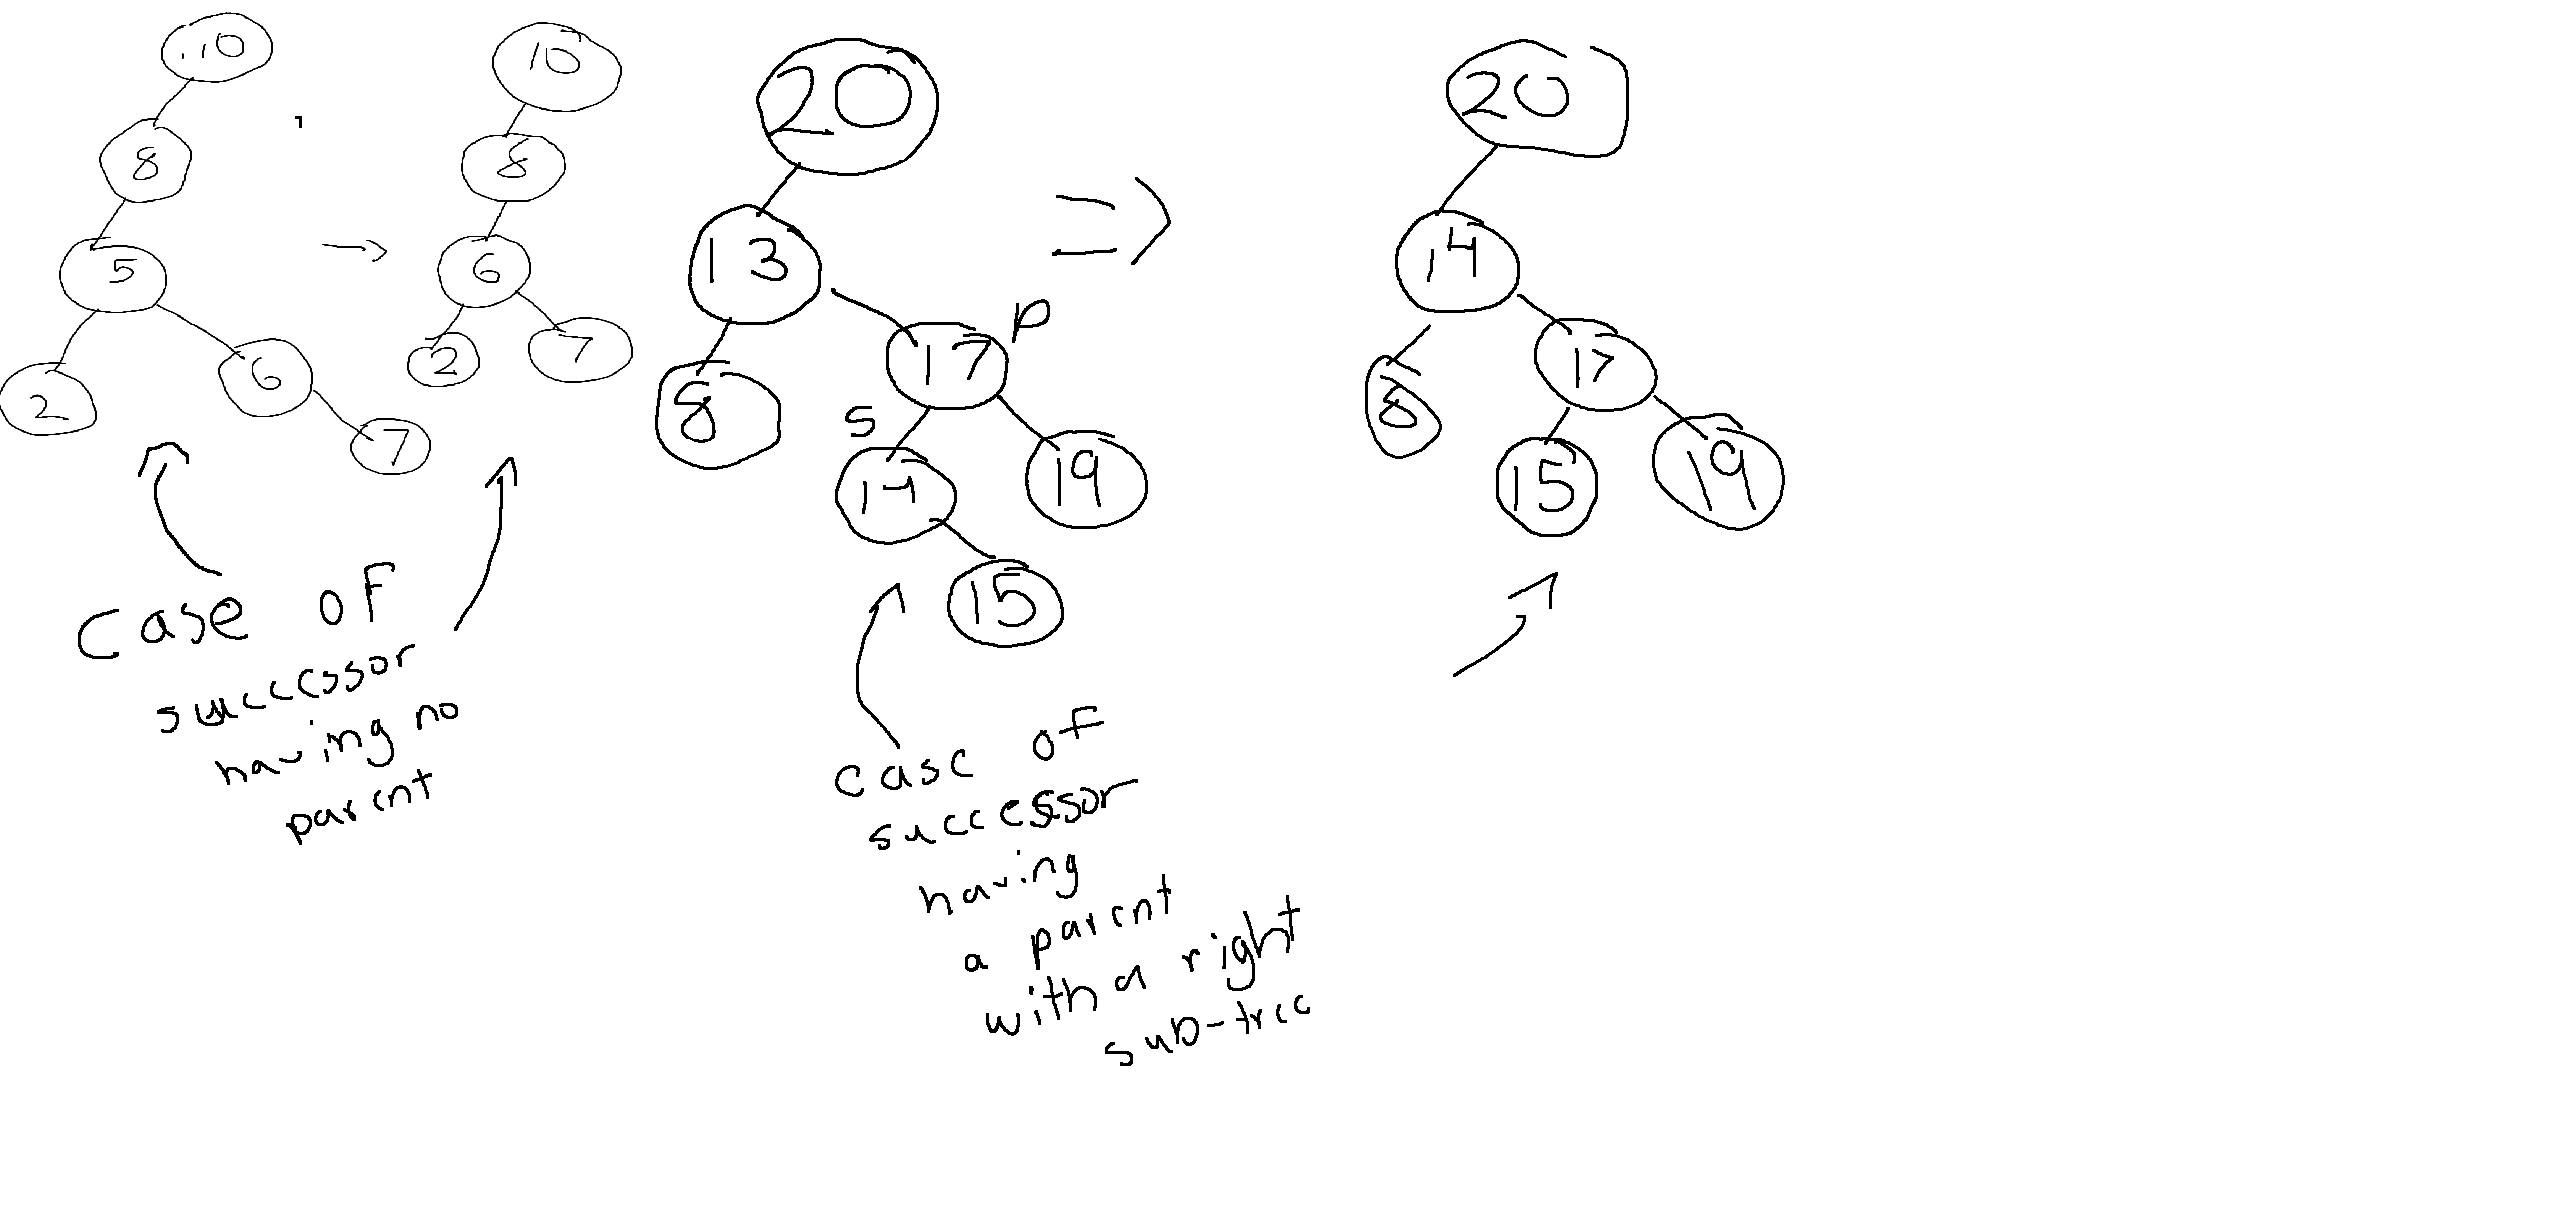 10
8
5
2
6
7
→
10
8
6
2
7
20
13
8
17
p
s
14
19
15
⇒
20
14
8
17
15
19
case of
successor
having no
parent
case of
successor
having
a parent
with a right
sub-tree